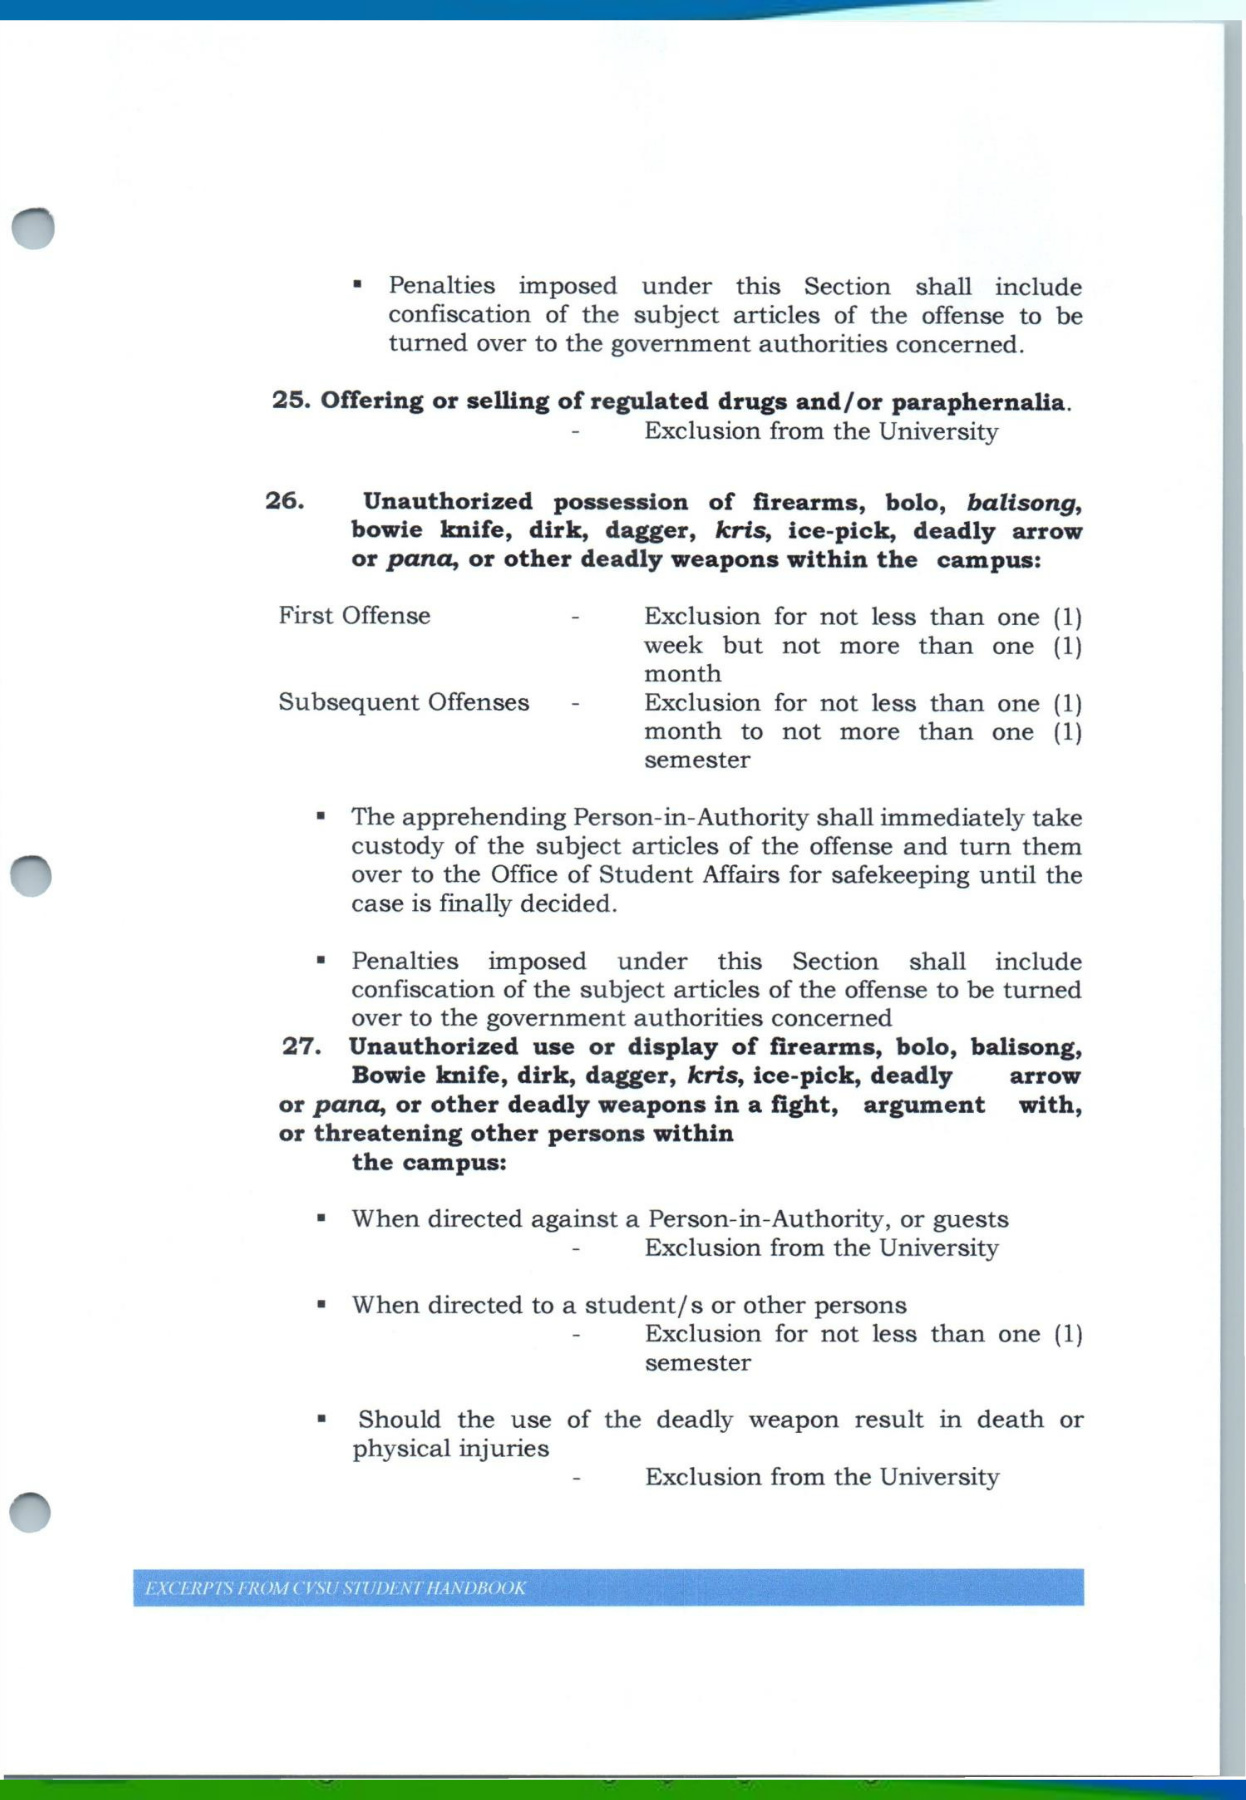 ▪ Penalties imposed under this Section shall include
confiscation of the subject articles of the offense to be
turned over to the government authorities concerned.
25. Offering or selling of regulated drugs and/or paraphernalia.
- Exclusion from the University
26. Unauthorized possession of firearms, bolo, balisong,
bowie knife, dirk, dagger, kris, ice-pick, deadly arrow
or pana, or other deadly weapons within the campus:
First Offense - Exclusion for not less than one (1)
week but not more than one (1)
month
Subsequent Offenses - Exclusion for not less than one (1)
month to not more than one (1)
semester
▪ The apprehending Person-in-Authority shall immediately take
custody of the subject articles of the offense and turn them
over to the Office of Student Affairs for safekeeping until the
case is finally decided.
▪ Penalties imposed under this Section shall include
confiscation of the subject articles of the offense to be turned
over to the government authorities concerned
27. Unauthorized use or display of firearms, bolo, balisong,
Bowie knife, dirk, dagger, kris, ice-pick, deadly arrow
or pana, or other deadly weapons in a fight, argument with,
or threatening other persons within
the campus:
▪ When directed against a Person-in-Authority, or guests
- Exclusion from the University
▪ When directed to a student/s or other persons
- Exclusion for not less than one (1)
semester
▪ Should the use of the deadly weapon result in death or
physical injuries
- Exclusion from the University
EXCERPTS FROM CVSU STUDENT HANDBOOK